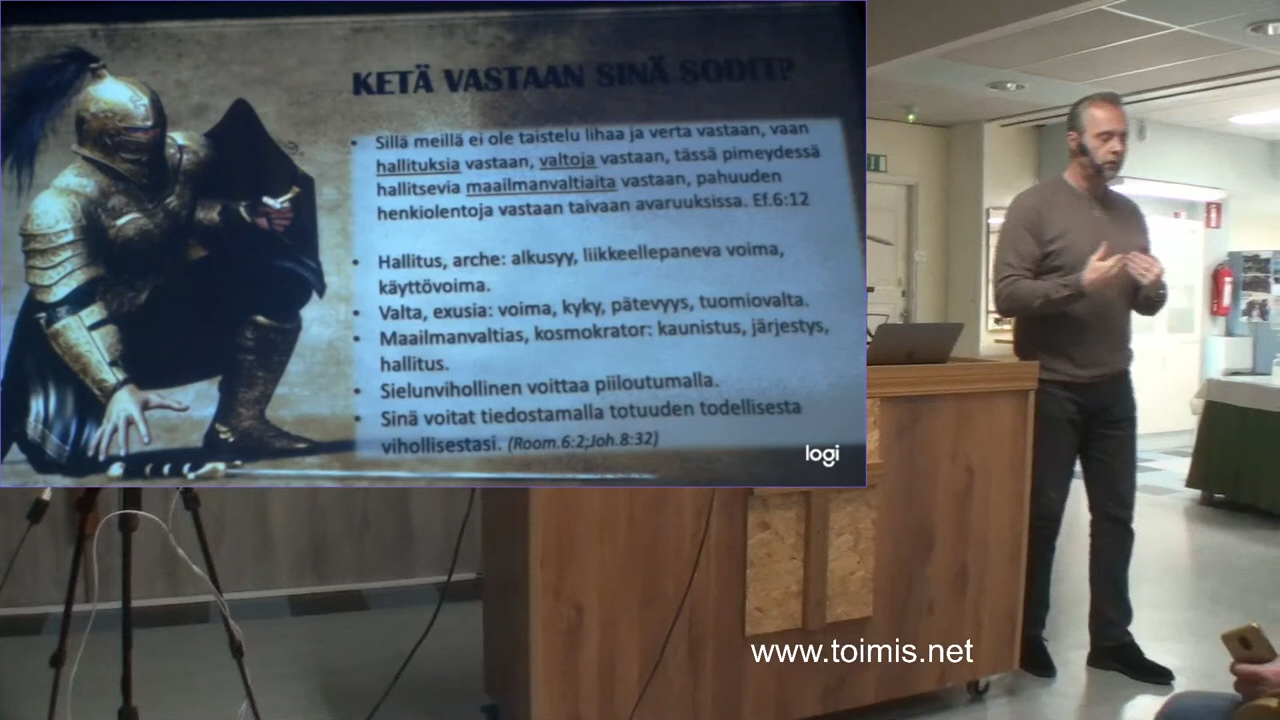 KETÄ VASTAAN SINÄ SODIT?
• Sillä meillä ei ole taistelu lihaa ja verta vastaan, vaan
hallituksia vastaan, valtoja vastaan, tässä pimeydessä
hallitsevia maailmanvaltiaita vastaan, pahuuden
henkiolentoja vastaan taivaan avaruuksissa. Ef.6:12
• Hallitus, arche: alkusyy, liikkeellepaneva voima,
käyttövoima.
• Valta, exusia: voima, kyky, pätevyys, tuomiovalta.
• Maailmanvaltias, kosmokrator: kaunistus, järjestys,
hallitus.
• Sielunvihollinen voittaa piiloutumalla.
• Sinä voitat tiedostamalla totuuden todellisesta
vihollisestasi. (Room.6:2;Joh.8:32)
logi
www.toimis.net